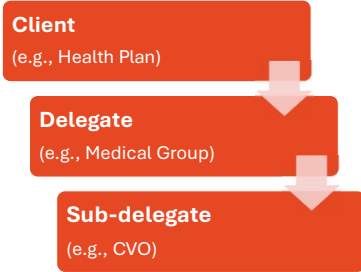 Client
(e.g., Health Plan)
Delegate
(e.g., Medical Group)
Sub-delegate
(e.g., CVO)